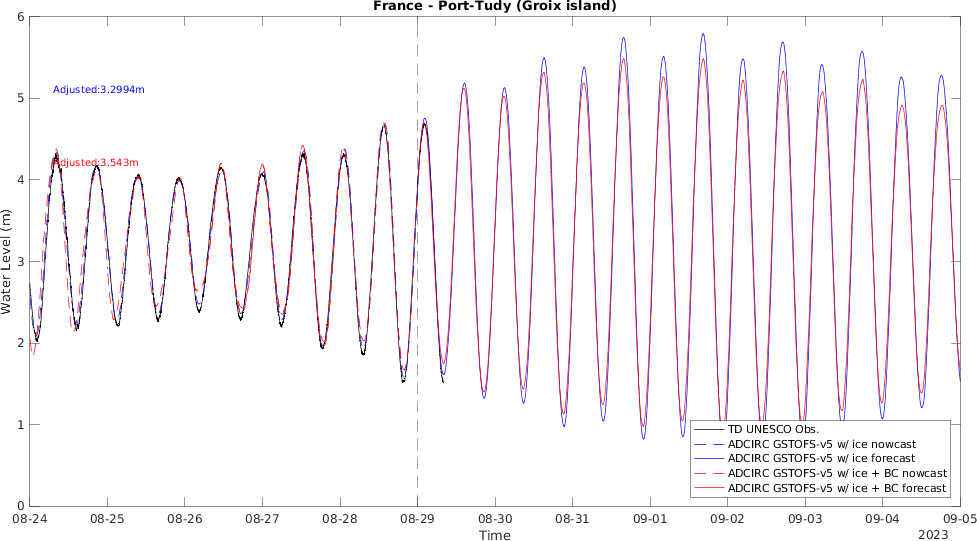 France - Port-Tudy (Groix island)
6
5
4
3
2
1
0
Water Level (m)
Adjusted:3.2994m
Adjusted:3.543m
TD UNESCO Obs.
ADCIRC GSTOFS-v5 w/ ice nowcast
ADCIRC GSTOFS-v5 w/ ice forecast
ADCIRC GSTOFS-v5 w/ ice + BC nowcast
ADCIRC GSTOFS-v5 w/ ice + BC forecast
08-24 08-25 08-26 08-27 08-28 08-29 08-30 08-31 09-01 09-02 09-03 09-04 09-05
Time
2023